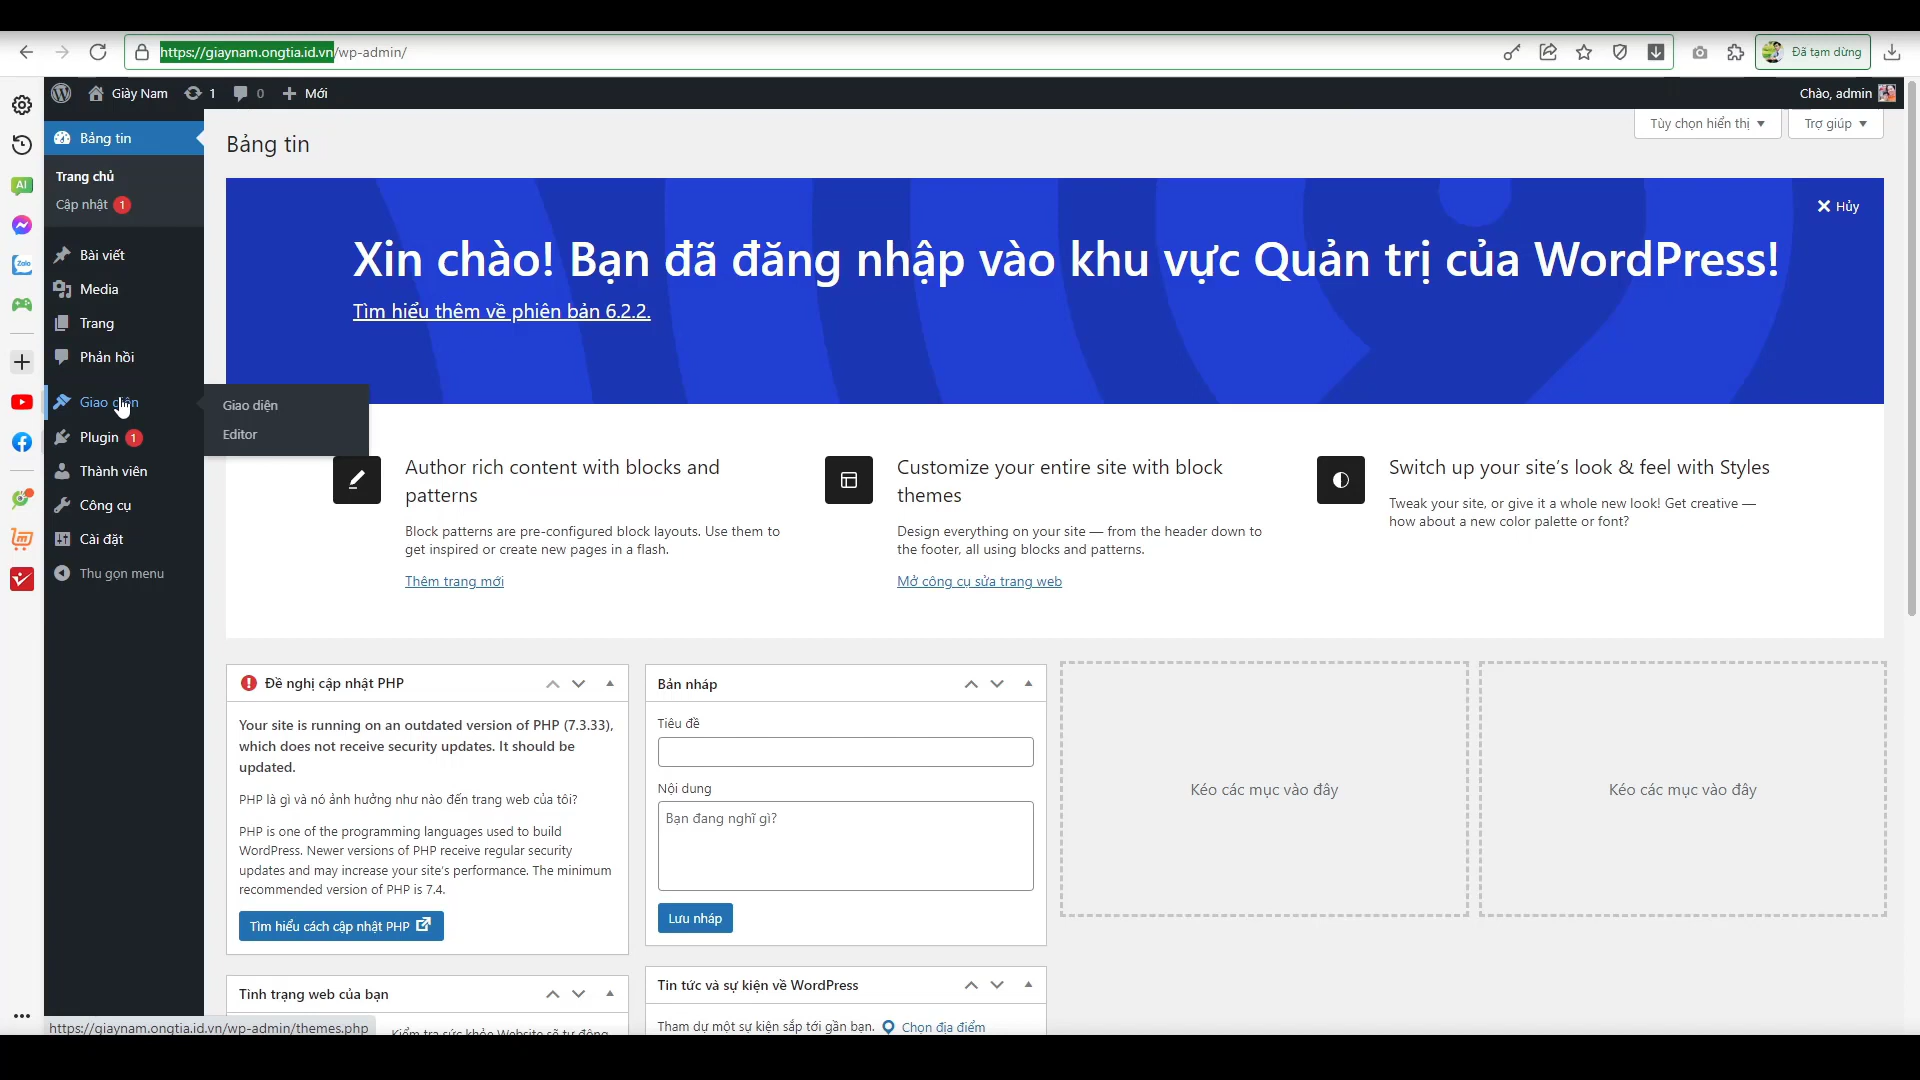 https://giaynam.ongtia.id.vn/wp-admin/
Đã tạm dừng
Giày Nam
1
0
Mới
Chào, admin
AI
Zalo
Bảng tin
Trang chủ
Cập nhật 1
Bài viết
Media
Trang
Phản hồi
Giao diện
Plugin 1
Thành viên
Công cụ
Cài đặt
Thu gọn menu
Giao diện
Editor
Tùy chọn hiển thị
Trợ giúp
Bảng tin
Hủy
Xin chào! Bạn đã đăng nhập vào khu vực Quản trị của WordPress!
Tìm hiểu thêm về phiên bản 6.2.2.
Author rich content with blocks and
patterns
Block patterns are pre-configured block layouts. Use them to
get inspired or create new pages in a flash.
Thêm trang mới
Customize your entire site with block
themes
Design everything on your site — from the header down to
the footer, all using blocks and patterns.
Mở công cụ sửa trang web
Switch up your site's look & feel with Styles
Tweak your site, or give it a whole new look! Get creative —
how about a new color palette or font?
Đề nghị cập nhật PHP
Your site is running on an outdated version of PHP (7.3.33),
which does not receive security updates. It should be
updated.
PHP là gì và nó ảnh hưởng như nào đến trang web của tôi?
PHP is one of the programming languages used to build
WordPress. Newer versions of PHP receive regular security
updates and may increase your site's performance. The minimum
recommended version of PHP is 7.4.
Tìm hiểu cách cập nhật PHP
Tình trạng web của bạn
Kiểm tra sức khỏe Website sẽ tự động
Bản nháp
Tiêu đề
Nội dung
Bạn đang nghĩ gì?
Lưu nháp
Tin tức và sự kiện về WordPress
Tham dự một sự kiện sắp tới gần bạn. Chọn địa điểm
Kéo các mục vào đây
Kéo các mục vào đây
https://giaynam.ongtia.id.vn/wp-admin/themes.php